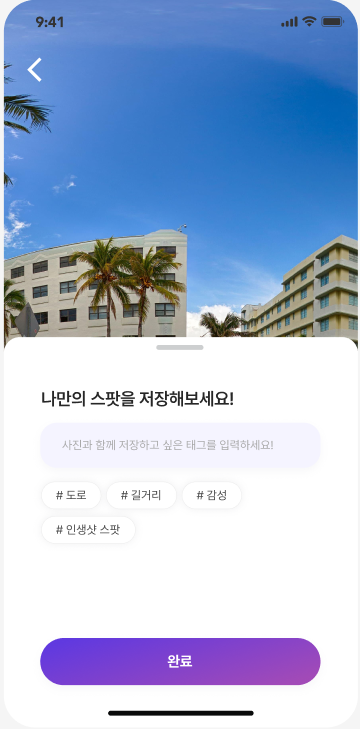 9:41
나만의 스팟을 저장해보세요!
사진과 함께 저장하고 싶은 태그를 입력하세요!
# 도로 # 길거리 # 감성
# 인생샷 스팟
완료